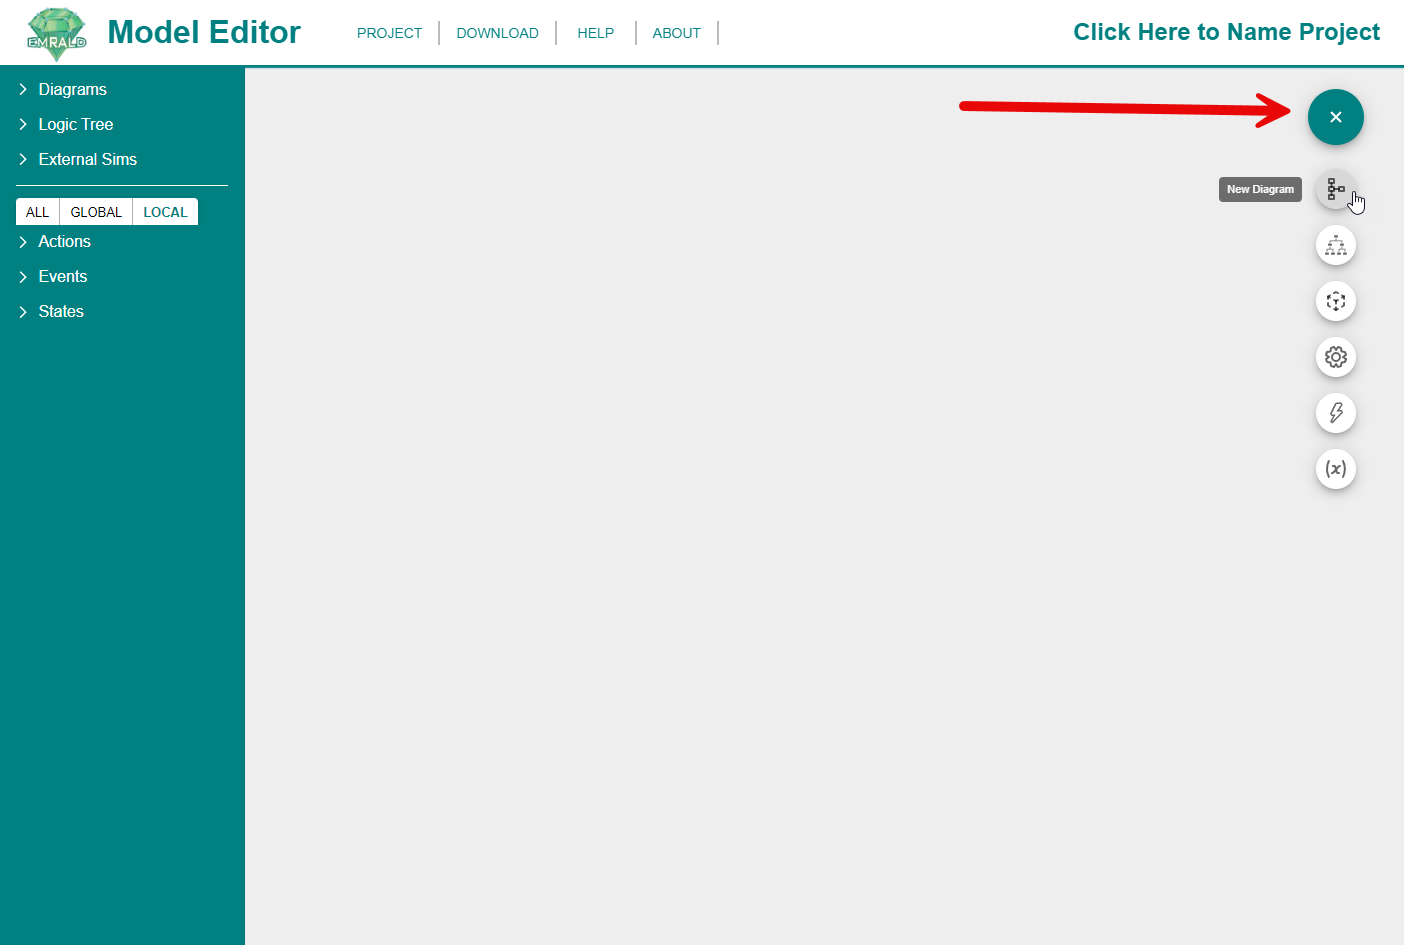 EMRALD
Model Editor
PROJECT
DOWNLOAD
HELP
ABOUT
Click Here to Name Project
Diagrams
Logic Tree
External Sims
ALL
GLOBAL
LOCAL
Actions
Events
States
New Diagram
(x)